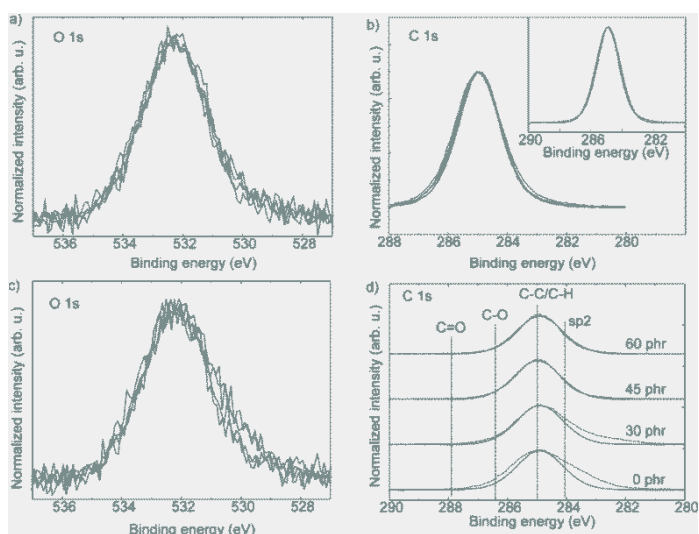 a)
O 1s
Normalized intensity (arb. u.)
536 534 532 530 528
Binding energy (eV)
b)
C 1s
Normalized intensity (arb. u.)
290 286 282
Binding energy (eV)
288 286 284 282 280
Binding energy (eV)
c)
O 1s
Normalized intensity (arb. u.)
536 534 532 530 528
Binding energy (eV)
d)
C 1s
C-C/C-H
C=O
C-O
sp2
60 phr
45 phr
30 phr
0 phr
Normalized intensity (arb. u.)
290 288 286 284 282 280
Binding energy (eV)